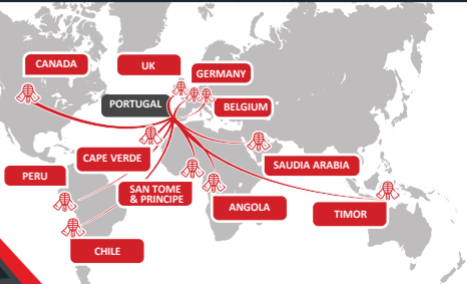 CANADA
UK
GERMANY
PORTUGAL
BELGIUM
CAPE VERDE
SAUDIA ARABIA
PERU
SAN TOME
& PRINCIPE
ANGOLA
TIMOR
CHILE